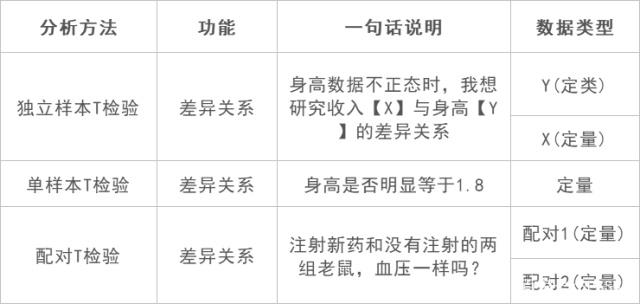 分析方法 功能 一句话说明 数据类型
独立样本T检验 差异关系 身高数据不正态时，我想
研究收入【X】与身高【Y
】的差异关系
Y(定类)
X(定量)
单样本T检验 差异关系 身高是否明显等于1.8 定量
配对T检验 差异关系 注射新药和没有注射的两
组老鼠，血压一样吗？
配对1(定量)
配对2(定量)